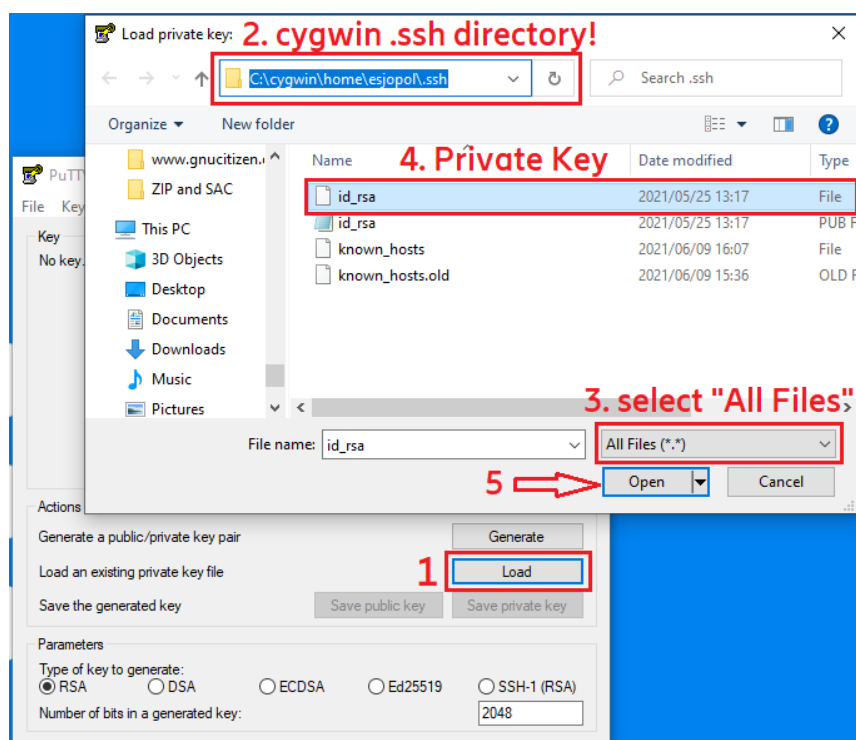 Load private key:
2. cygwin .ssh directory!
C:\cygwin\home\esjopol\.ssh
Search .ssh
Organize
New folder
www.gnucitizen.
ZIP and SAC
This PC
3D Objects
Desktop
Documents
Downloads
Music
Pictures
Name
4. Private Key
Date modified
Type
id_rsa 2021/05/25 13:17 File
id_rsa 2021/05/25 13:17 PUB F
known_hosts 2021/06/09 16:07 File
known_hosts.old 2021/06/09 15:36 OLD F
3. select "All Files"
File name: id_rsa
All Files (*.*)
5
Open
Cancel
PuTT
File Key
Key
No key.
Actions
Generate a public/private key pair
Generate
Load an existing private key file
1
Load
Save the generated key
Save public key
Save private key
Parameters
Type of key to generate:
RSA DSA ECDSA Ed25519 SSH-1 (RSA)
Number of bits in a generated key:
2048